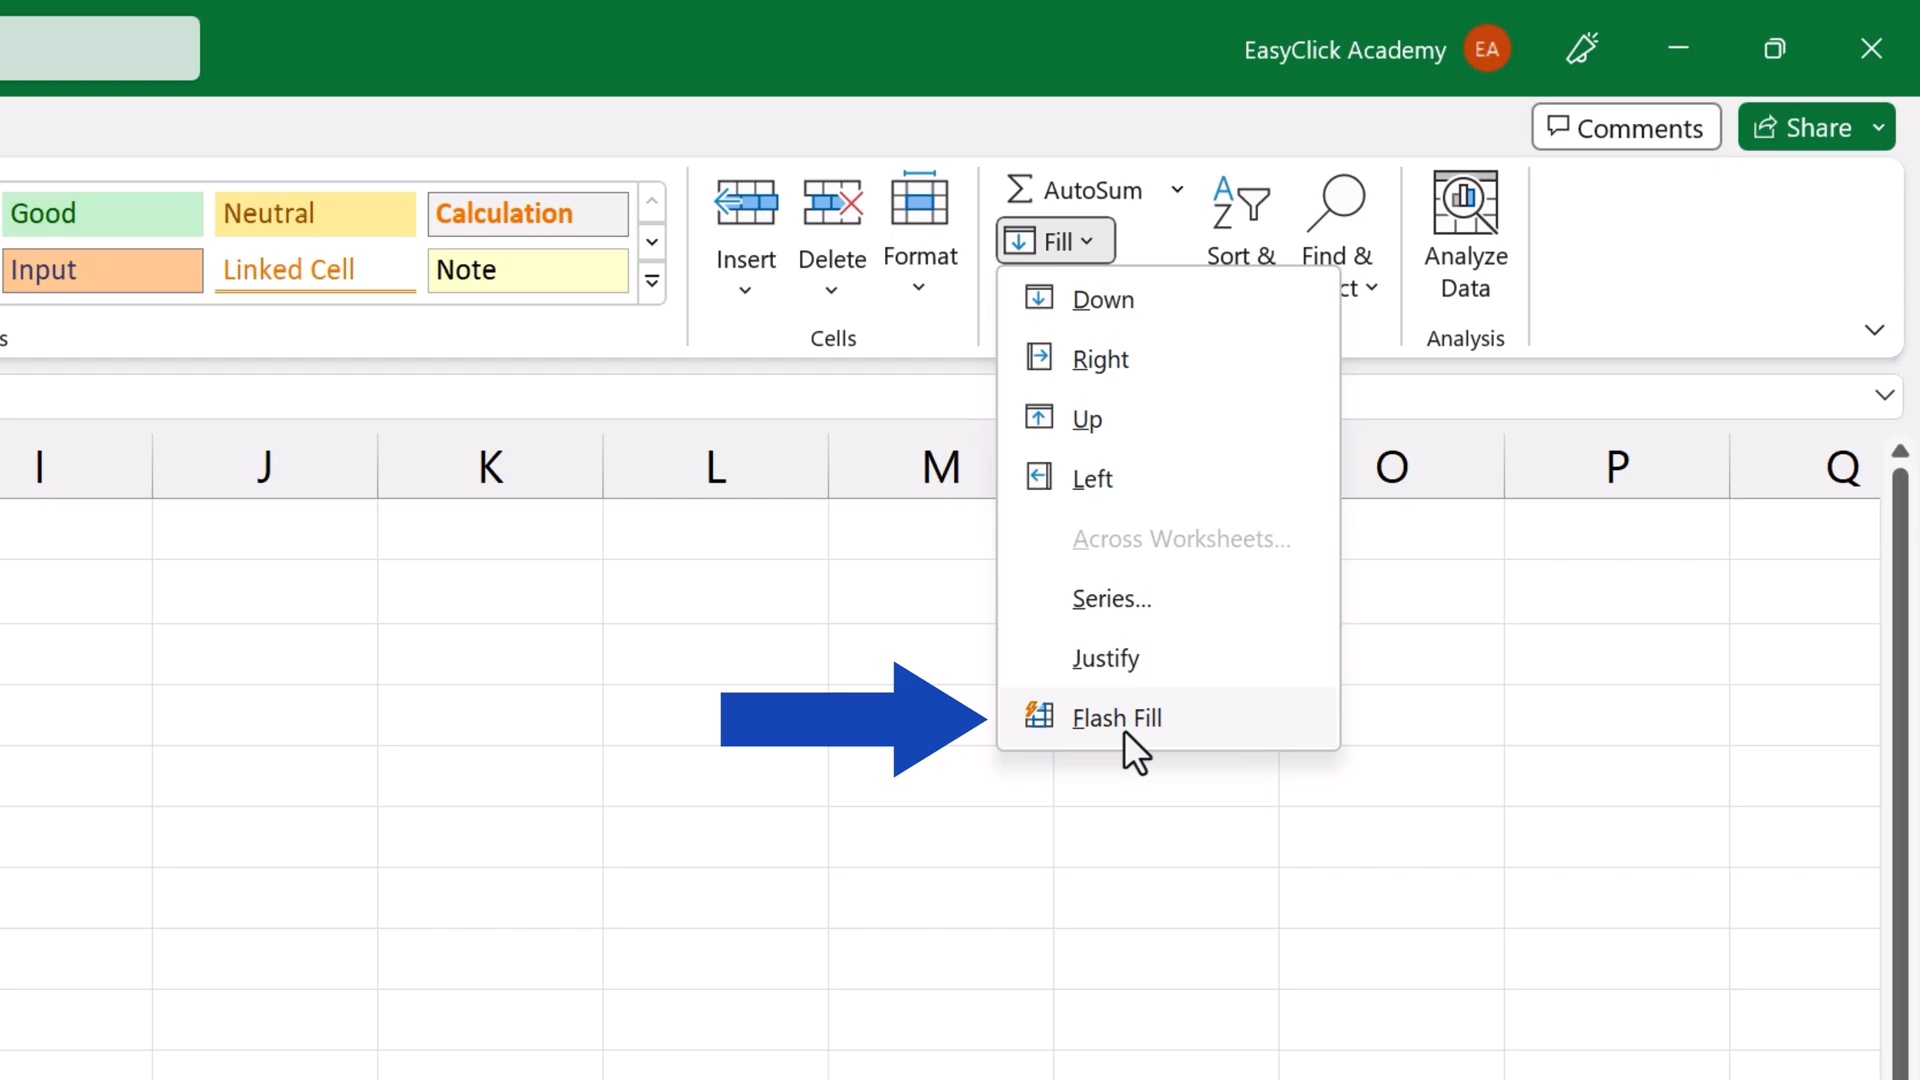 EasyClick Academy EA
Comments
Share
Good
Neutral
Calculation
Input
Linked Cell
Note
s
Insert
Delete
Format
Cells
AutoSum
Fill
A
Z
Sort &
Find &
ct
Analyze
Data
Analysis
Down
Right
Up
Left
Across Worksheets...
Series...
Justify
Flash Fill
I J K L M O P Q